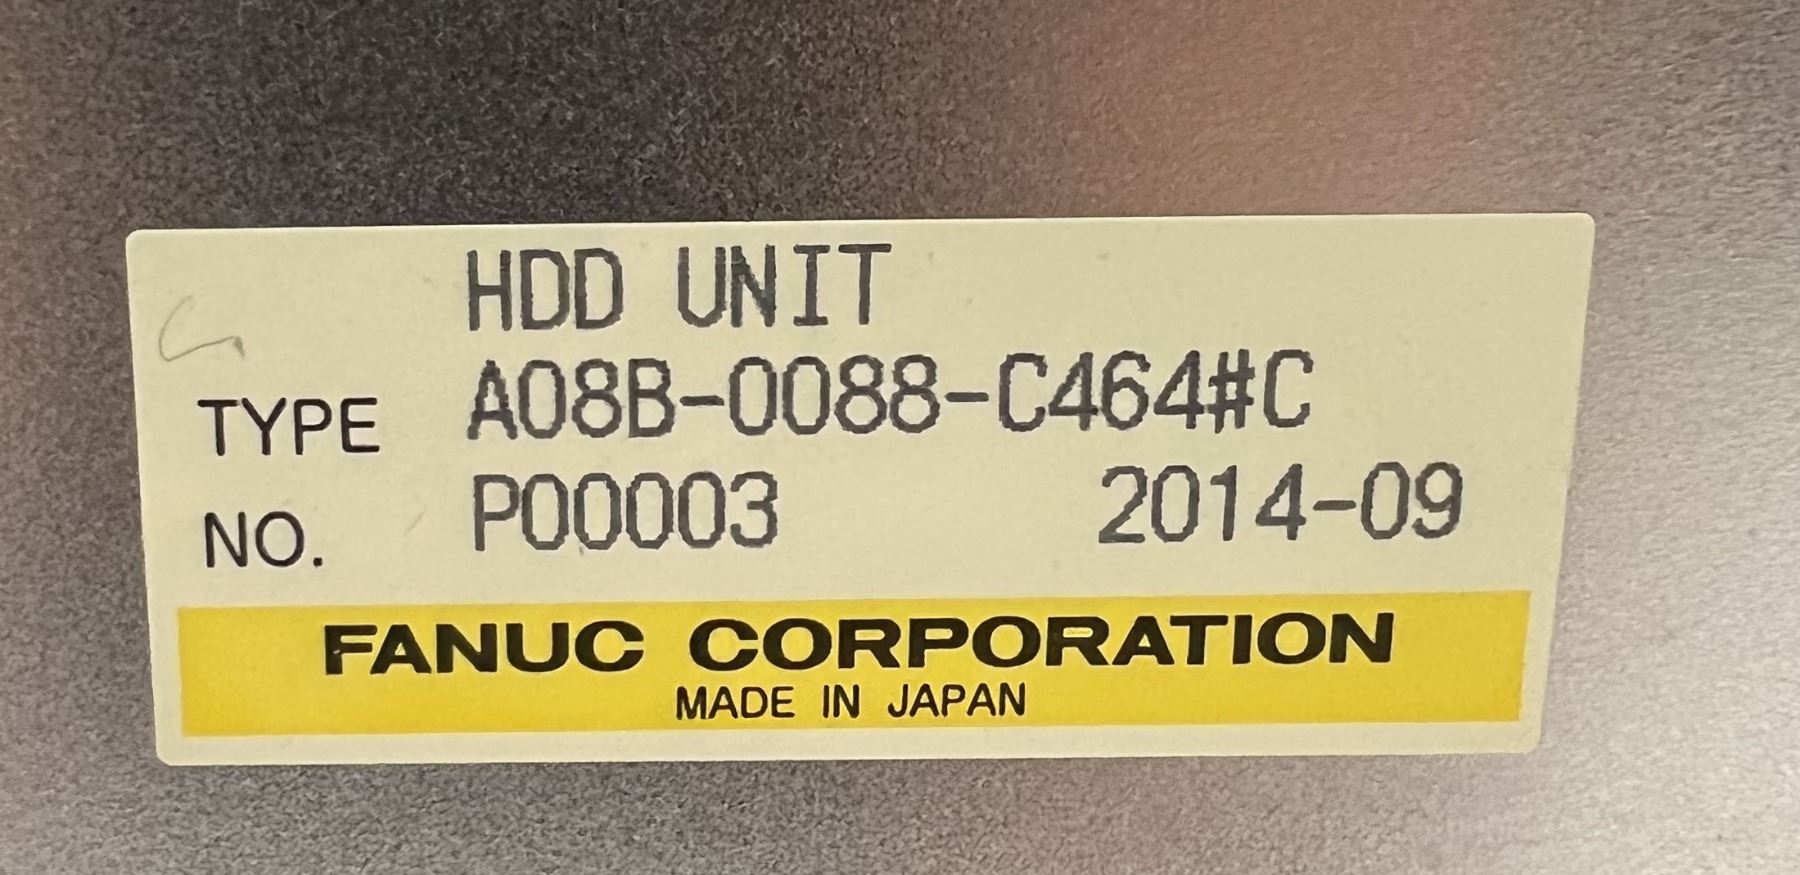 HDD UNIT
TYPE A08B-0088-C464#C
NO. P00003 2014-09
FANUC CORPORATION
MADE IN JAPAN